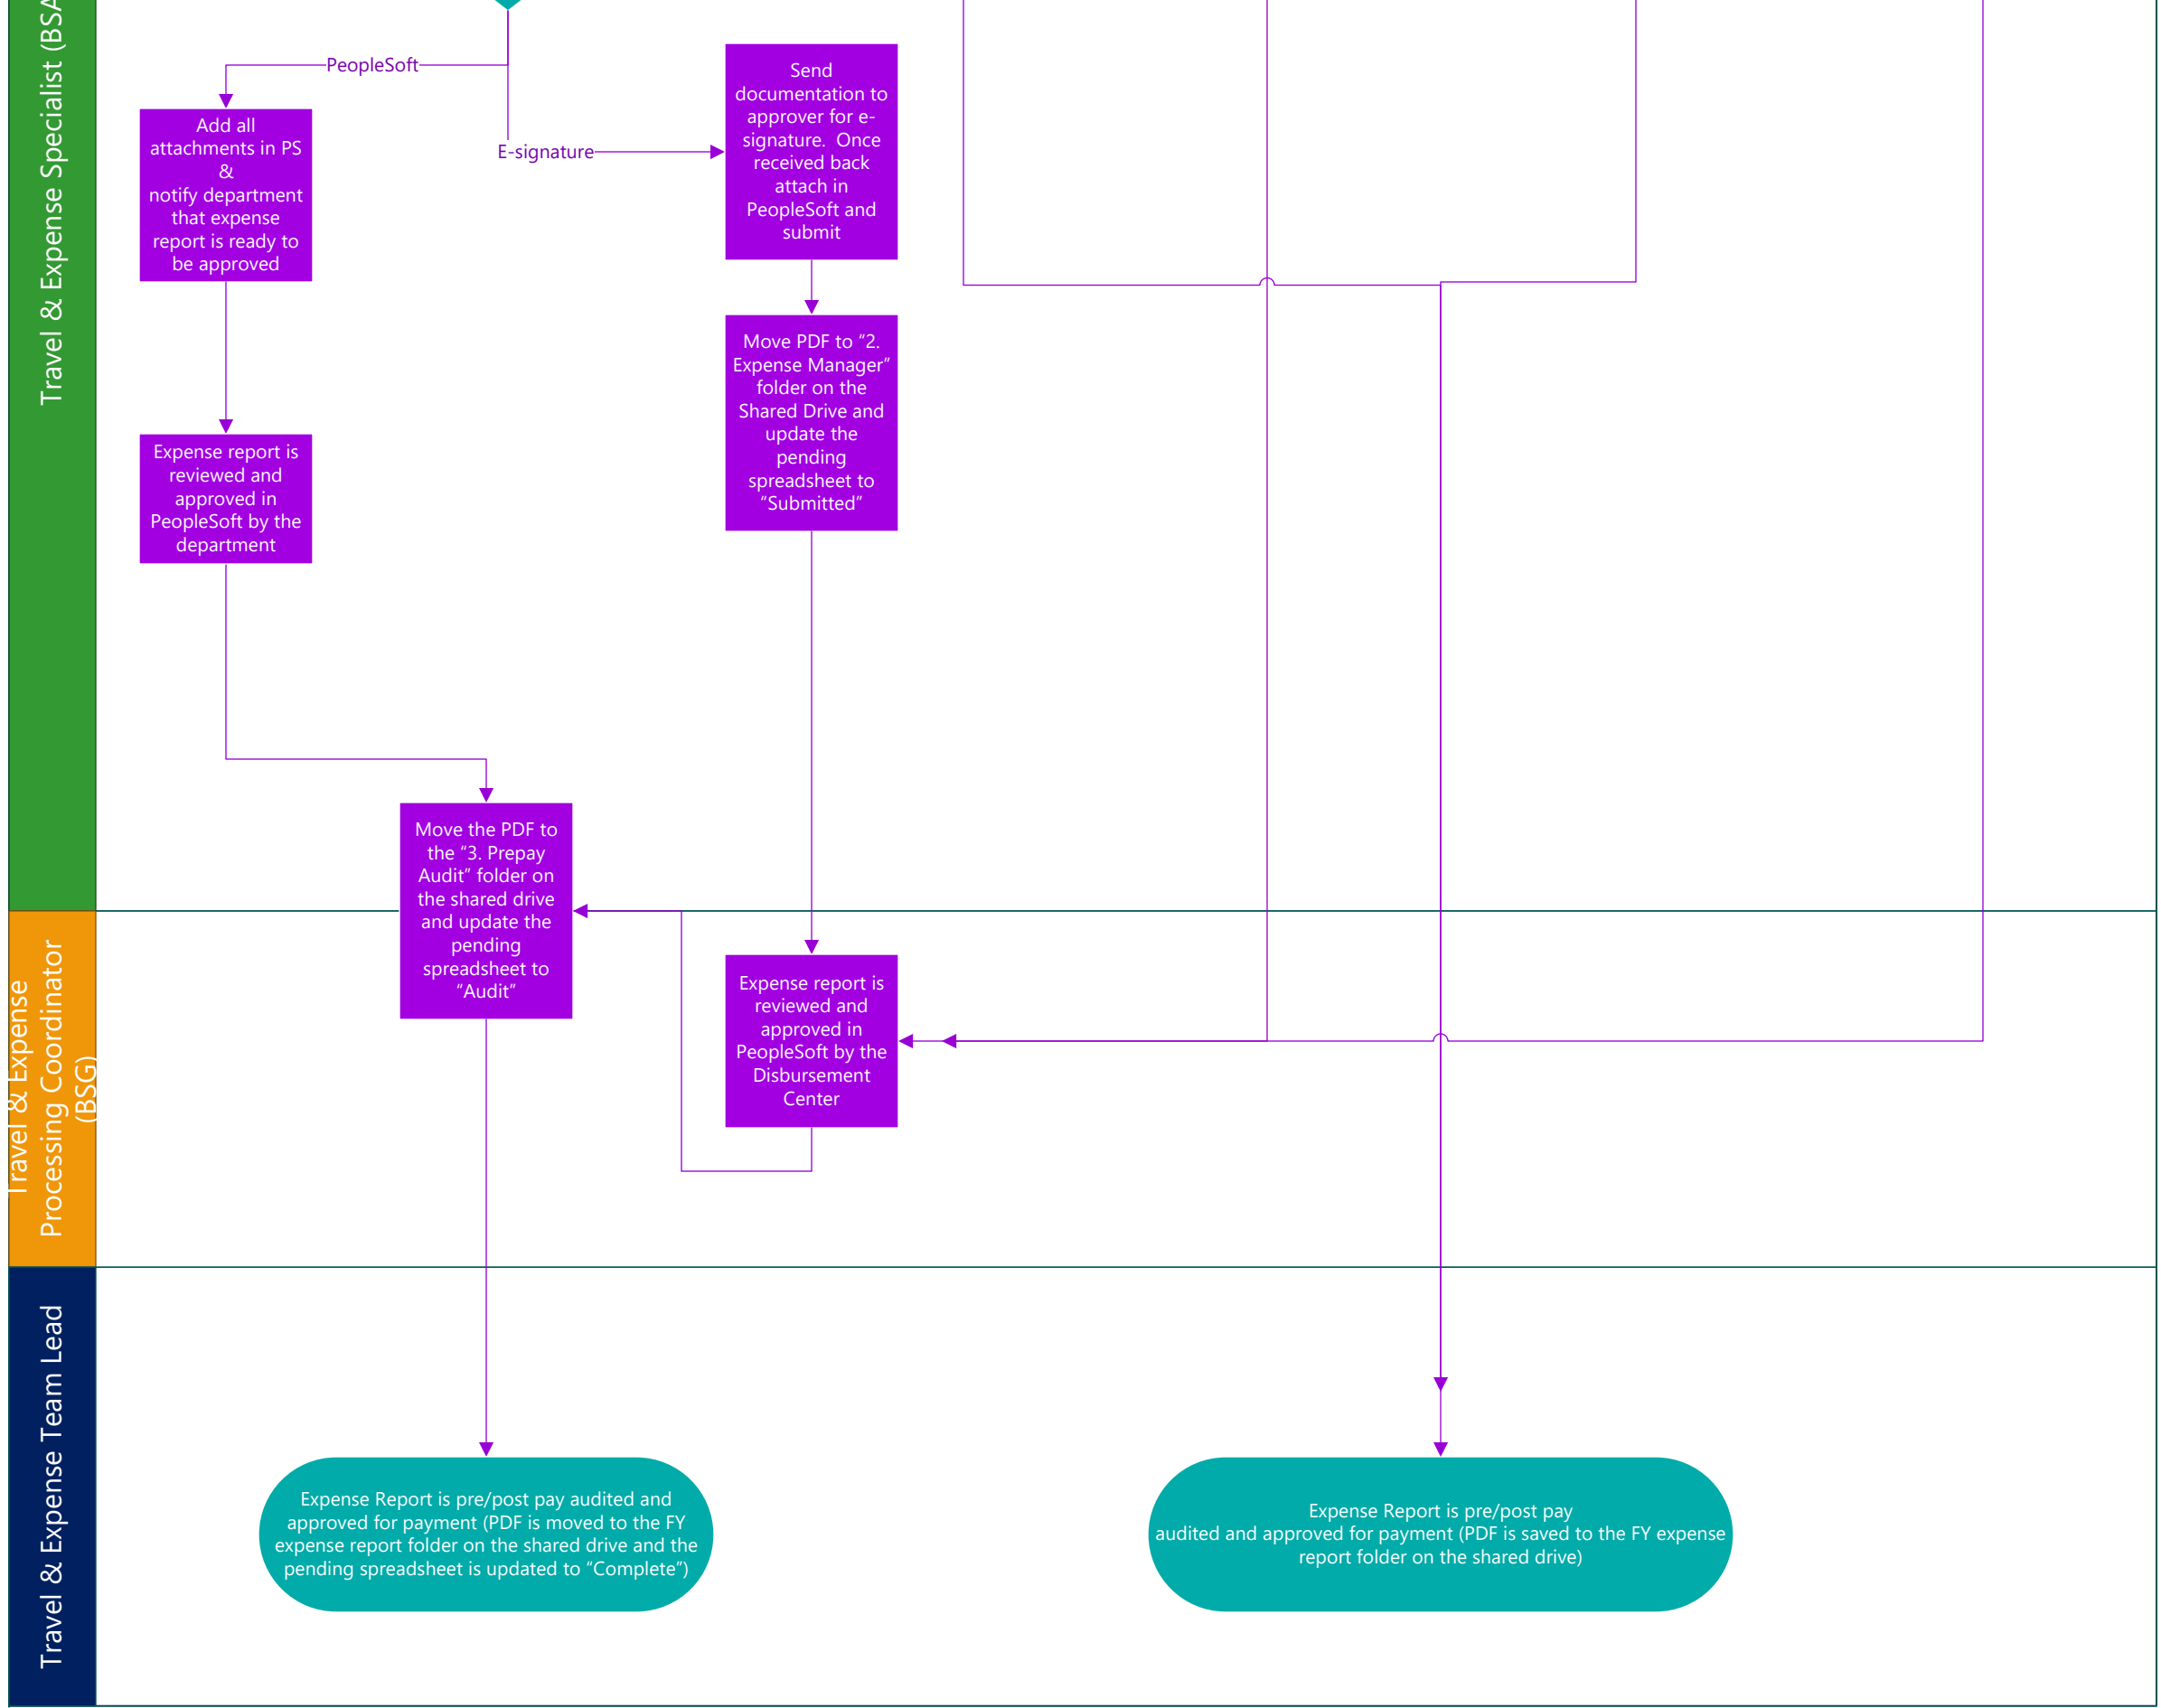 Travel & Expense Specialist (BSA
PeopleSoft
E-signature
Add all
attachments in PS
&
notify department
that expense
report is ready to
be approved
Send
documentation to
approver for e-
signature.  Once
received back
attach in
PeopleSoft and
submit
Move PDF to “2.
Expense Manager”
folder on the
Shared Drive and
update the
pending
spreadsheet to
“Submitted”
Expense report is
reviewed and
approved in
PeopleSoft by the
department
Move the PDF to
the “3. Prepay
Audit” folder on
the shared drive
and update the
pending
spreadsheet to
“Audit”
Travel & Expense
Processing Coordinator
(BSG)
Expense report is
reviewed and
approved in
PeopleSoft by the
Disbursement
Center
Travel & Expense Team Lead
Expense Report is pre/post pay audited and
approved for payment (PDF is moved to the FY
expense report folder on the shared drive and the
pending spreadsheet is updated to “Complete”)
Expense Report is pre/post pay
audited and approved for payment (PDF is saved to the FY expense
report folder on the shared drive)